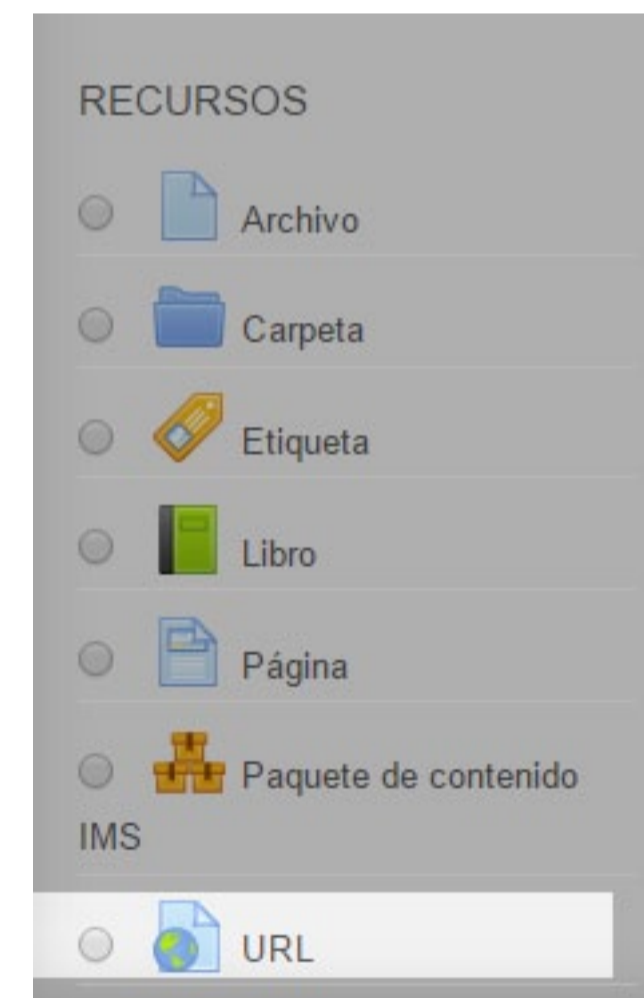 RECURSOS
Archivo
Carpeta
Etiqueta
Libro
Página
Paquete de contenido
IMS
URL